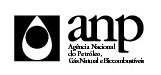 anp
Agência Nacional
do Petróleo,
Gás Natural e Biocombustíveis